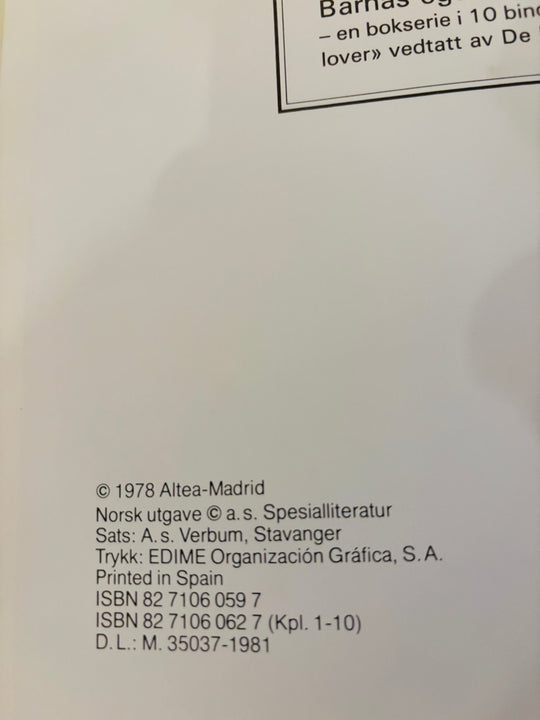 Barnas
– en bokserie i 10 bind
lover» vedtatt av De
© 1978 Altea-Madrid
Norsk utgave © a.s. Spesialliteratur
Sats: A.s. Verbum, Stavanger
Trykk: EDIME Organización Gráfica, S.A.
Printed in Spain
ISBN 82 7106 059 7
ISBN 82 7106 062 7 (Kpl. 1-10)
D.L.: M. 35037-1981